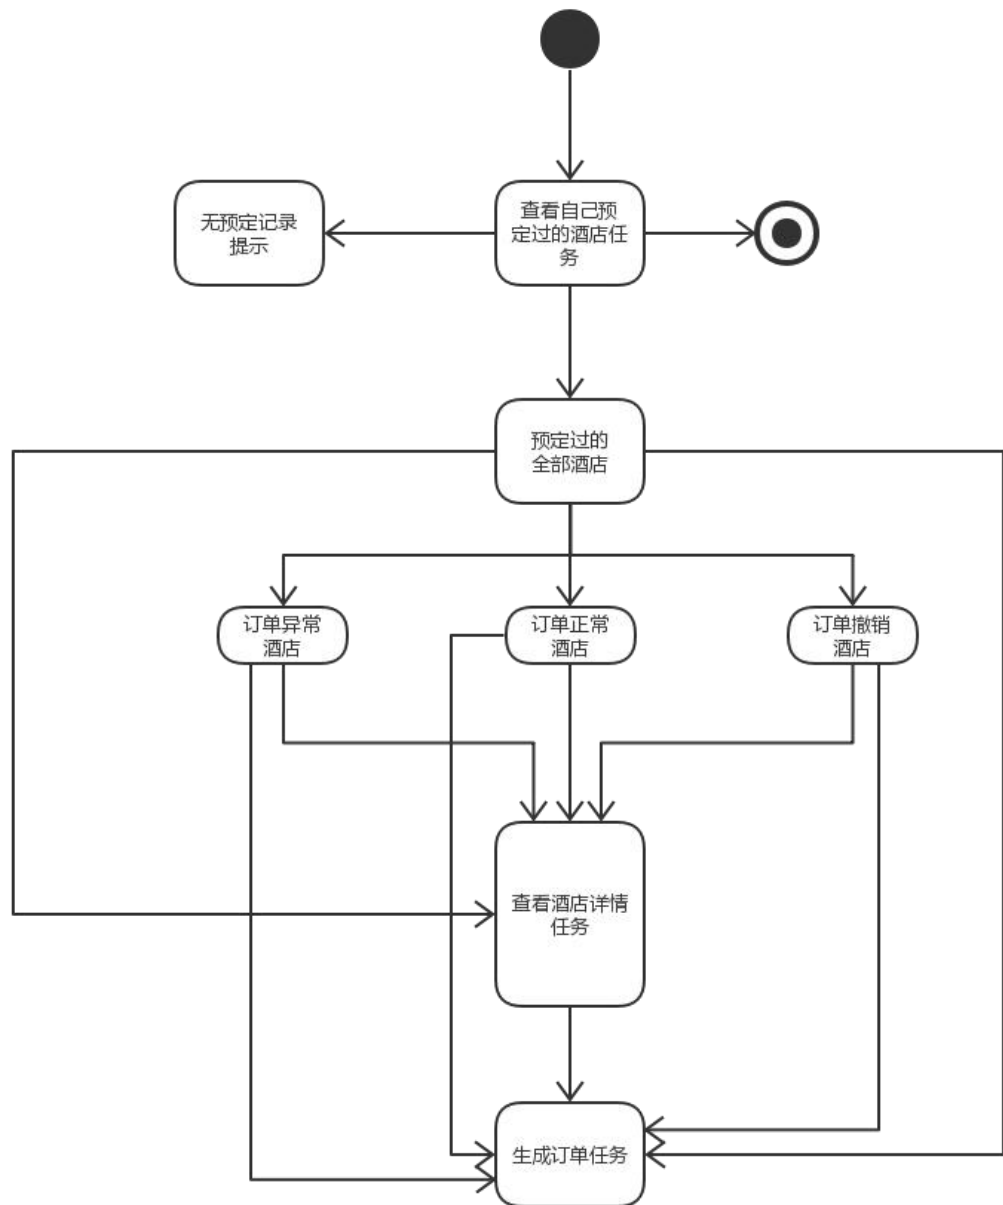 无预定记录
提示
查看自己预
定过的酒店任
务
预定过的
全部酒店
订单异常
酒店
订单正常
酒店
订单撤销
酒店
查看酒店详情
任务
生成订单任务